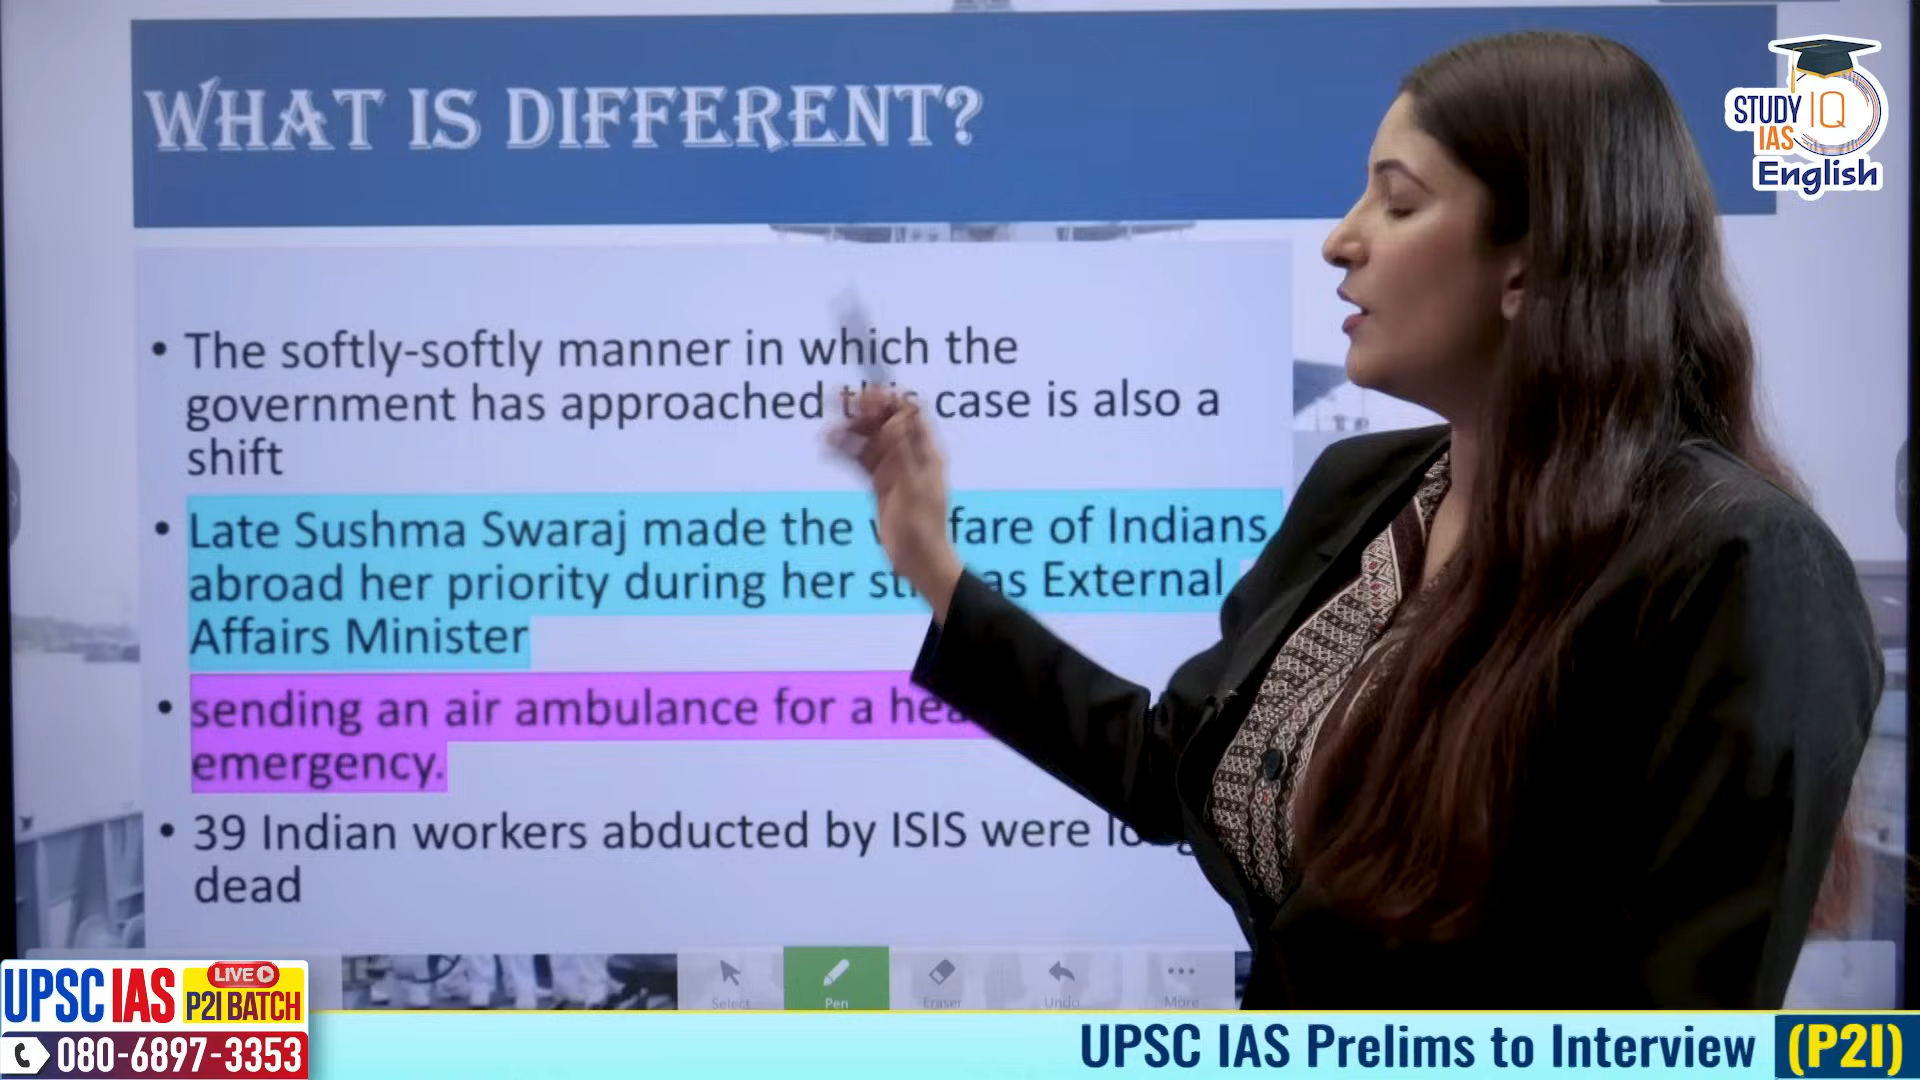 WHAT IS DIFFERENT?
STUDY IQ
IAS
English
• The softly-softly manner in which the
government has approached this case is also a
shift
• Late Sushma Swaraj made the fare of Indians
abroad her priority during her as External
Affairs Minister
• sending an air ambulance for a
emergency.
• 39 Indian workers abducted by ISIS were
dead
Select
Pen
Eraser
Undo
More
UPSC IAS
LIVE
P2I BATCH
080-6897-3353
UPSC IAS Prelims to Interview (P2I)